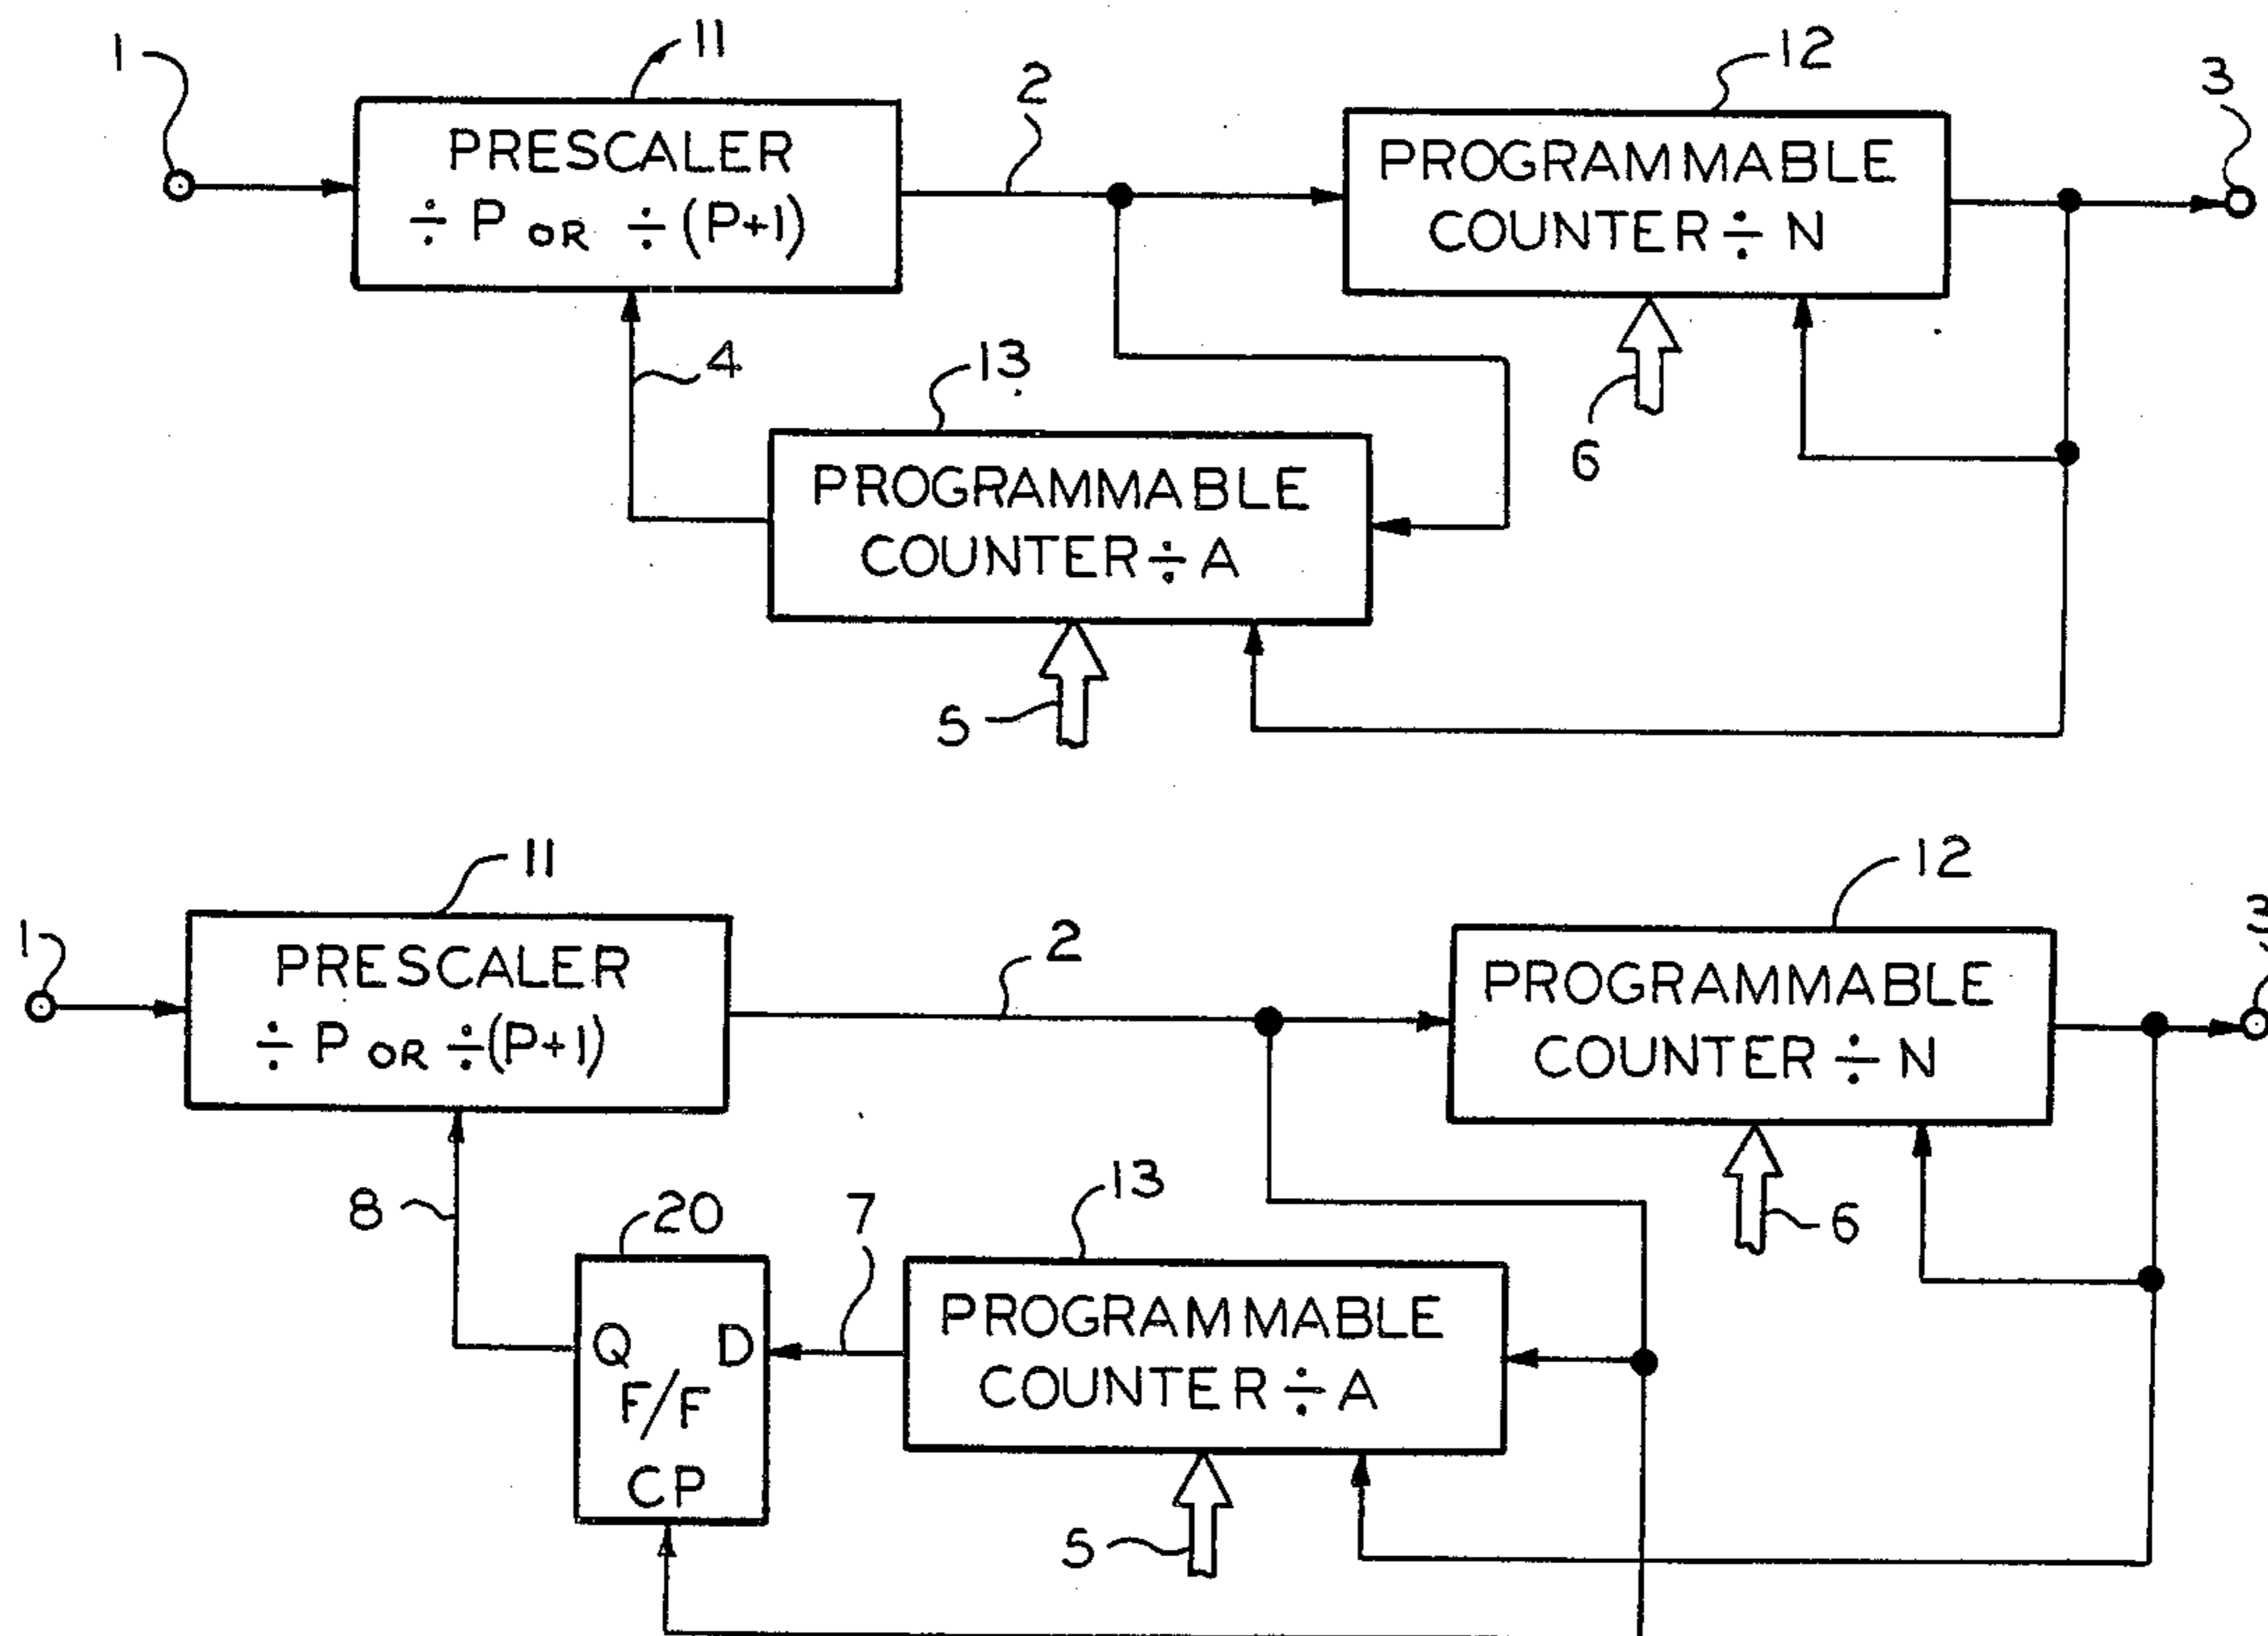 1
11
2
12
3
PRESCALER
÷ P OR ÷ (P+1)
PROGRAMMABLE
COUNTER ÷ N
4
13
6
PROGRAMMABLE
COUNTER ÷ A
5
11
12
1
2
3
PRESCALER
÷ P OR ÷(P+1)
PROGRAMMABLE
COUNTER ÷ N
8
20
7
13
6
Q
D
F/F
CP
PROGRAMMABLE
COUNTER ÷ A
5